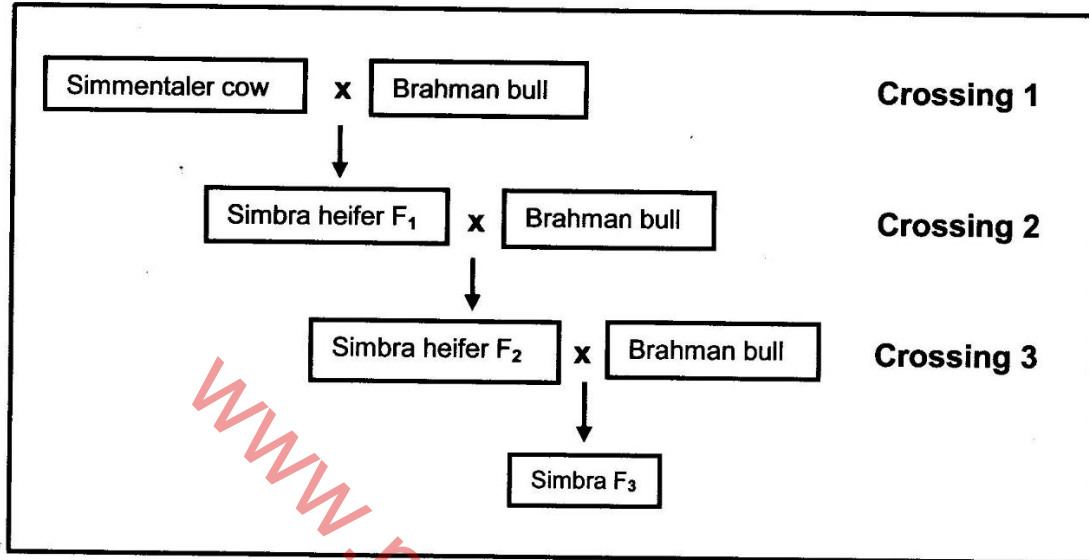 Simmentaler cow x Brahman bull Crossing 1
Simbra heifer F₁ x Brahman bull Crossing 2
Simbra heifer F₂ x Brahman bull Crossing 3
Simbra F₃
www.